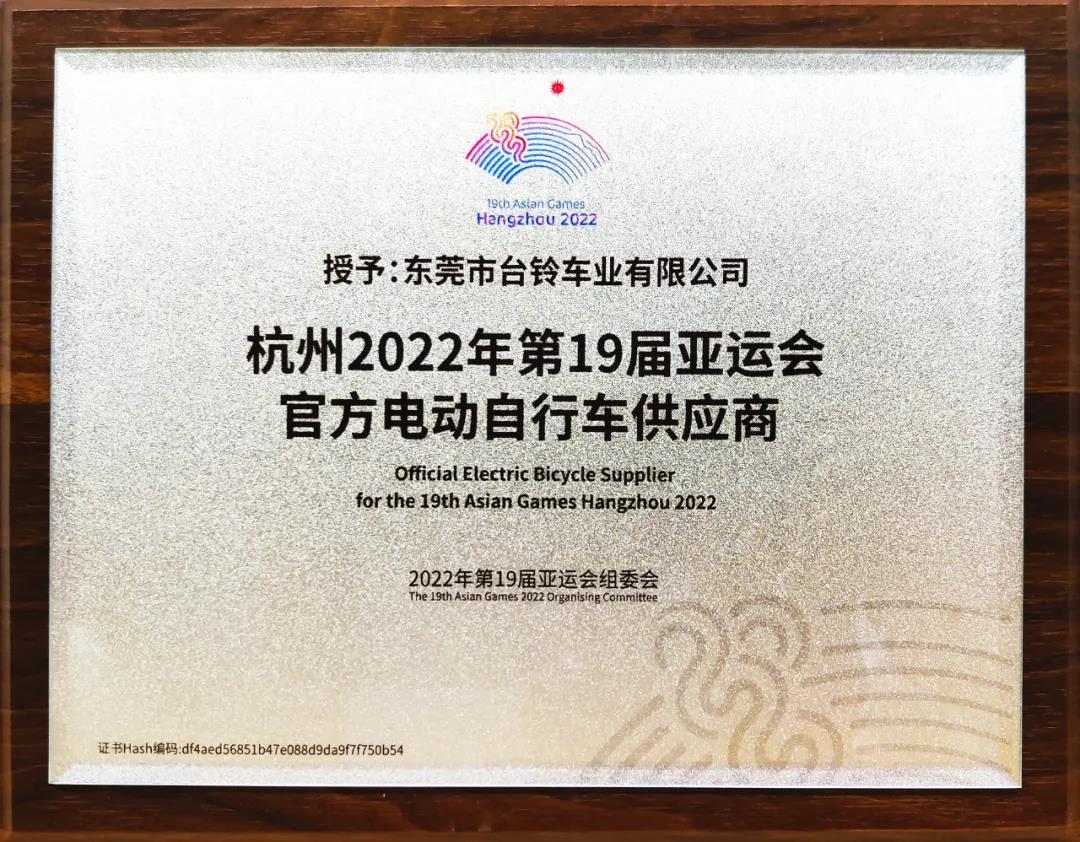 19th Asian Games
Hangzhou 2022
授予：东莞市台铃车业有限公司
杭州2022年第19届亚运会
官方电动自行车供应商
Official Electric Bicycle Supplier
for the 19th Asian Games Hangzhou 2022
2022年第19届亚运会组委会
The 19th Asian Games 2022 Organising Committee
证书Hash编码:df4aed56851b47e088d9da9f7f750b54